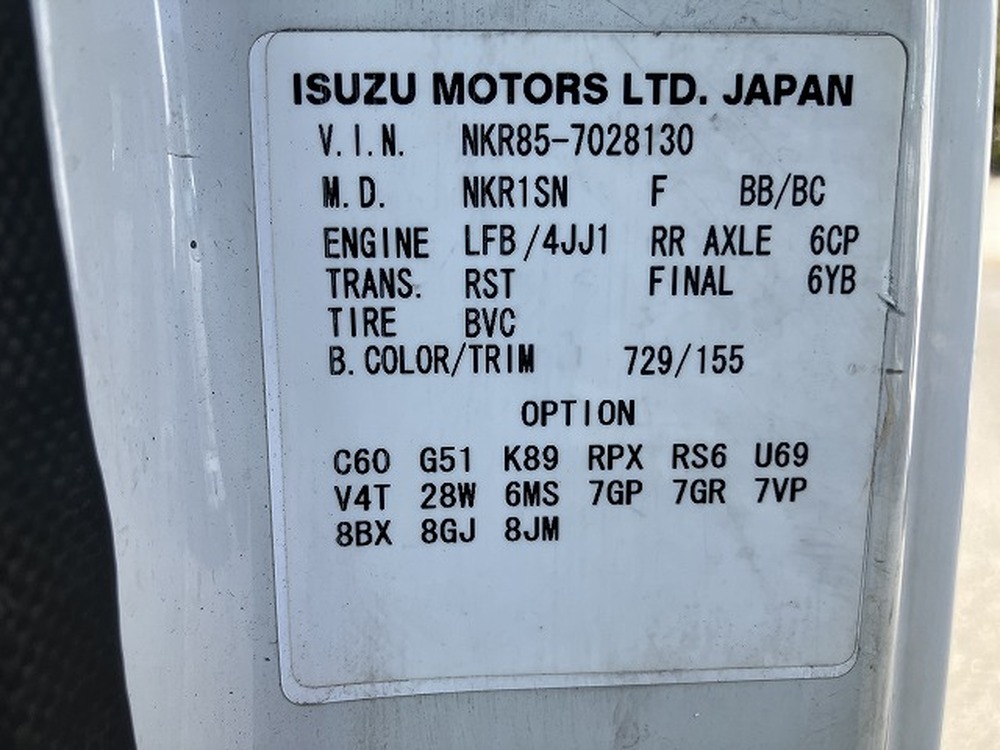 ISUZU MOTORS LTD. JAPAN
V.I.N. NKR85-7028130
M.D. NKR1SN F BB/BC
ENGINE LFB/4JJ1 RR AXLE 6CP
TRANS. RST FINAL 6YB
TIRE BVC
B.COLOR/TRIM 729/155
OPTION
C60 G51 K89 RPX RS6 U69
V4T 28W 6MS 7GP 7GR 7VP
8BX 8GJ 8JM